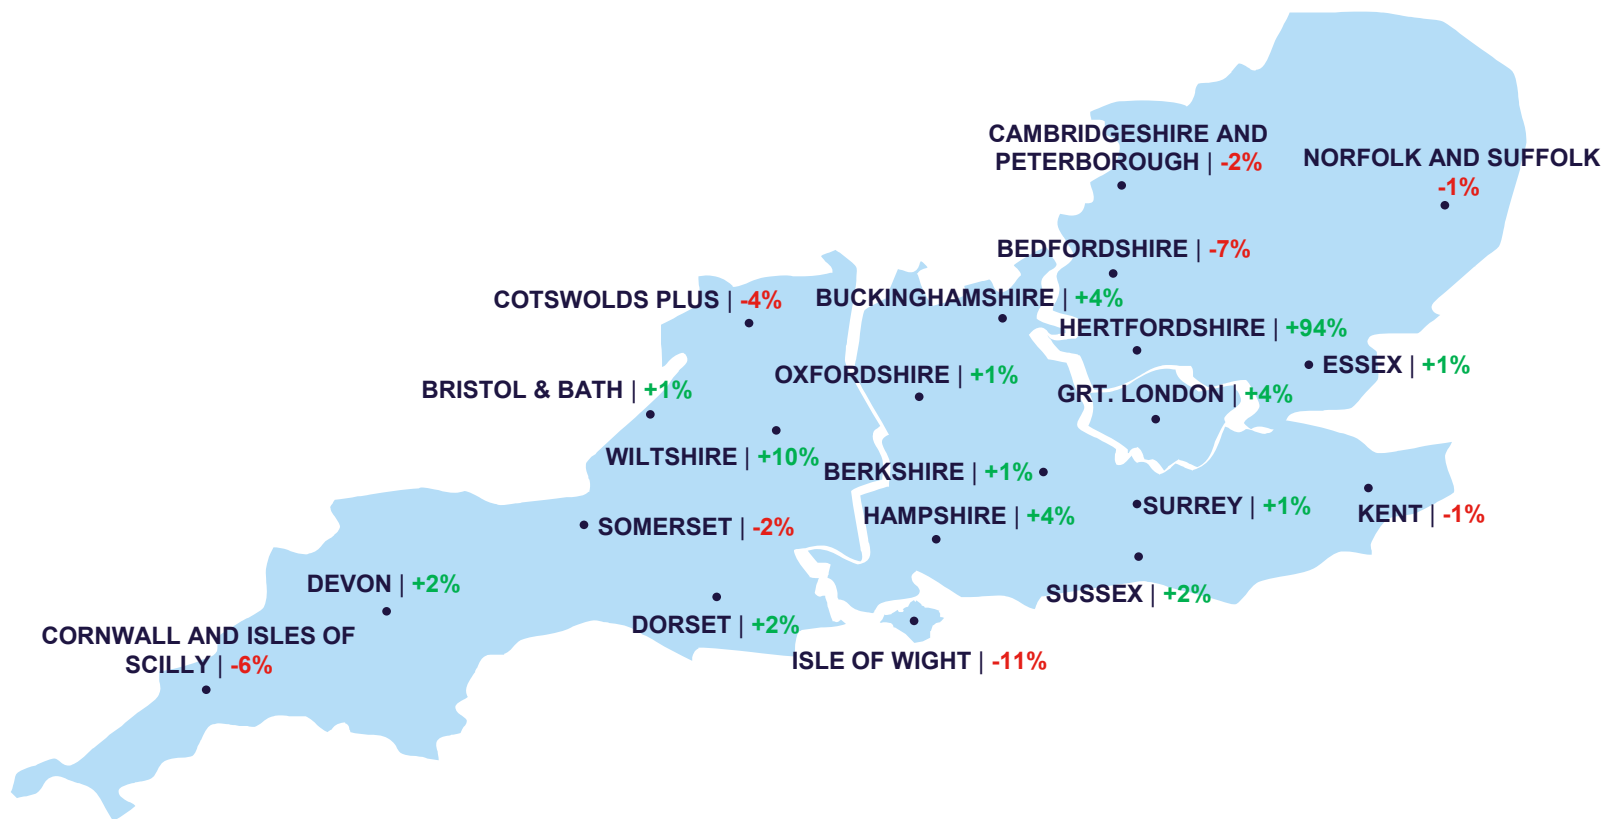 CAMBRIDGESHIRE AND
PETERBOROUGH | -2%
NORFOLK AND SUFFOLK
-1%
BEDFORDSHIRE | -7%
COTSWOLDS PLUS | -4%
BUCKINGHAMSHIRE | +4%
HERTFORDSHIRE | +94%
ESSEX | +1%
OXFORDSHIRE | +1%
BRISTOL & BATH | +1%
GRT. LONDON | +4%
WILTSHIRE | +10%
BERKSHIRE | +1%
SURREY | +1%
KENT | -1%
HAMPSHIRE | +4%
SOMERSET | -2%
DEVON | +2%
SUSSEX | +2%
DORSET | +2%
CORNWALL AND ISLES OF
SCILLY | -6%
ISLE OF WIGHT | -11%